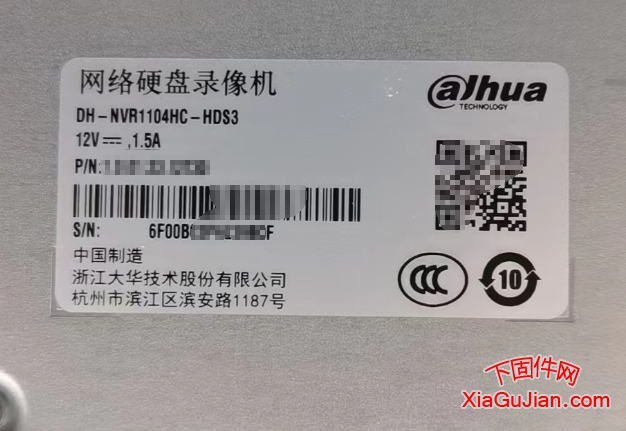 网络硬盘录像机
alhua
TECHNOLOGY
DH-NVR1104HC-HDS3
12V⎓,1.5A
P/N:
S/N:
中国制造
浙江大华技术股份有限公司
杭州市滨江区滨安路1187号
CCC
10
下固件网
XiaGuJian.com